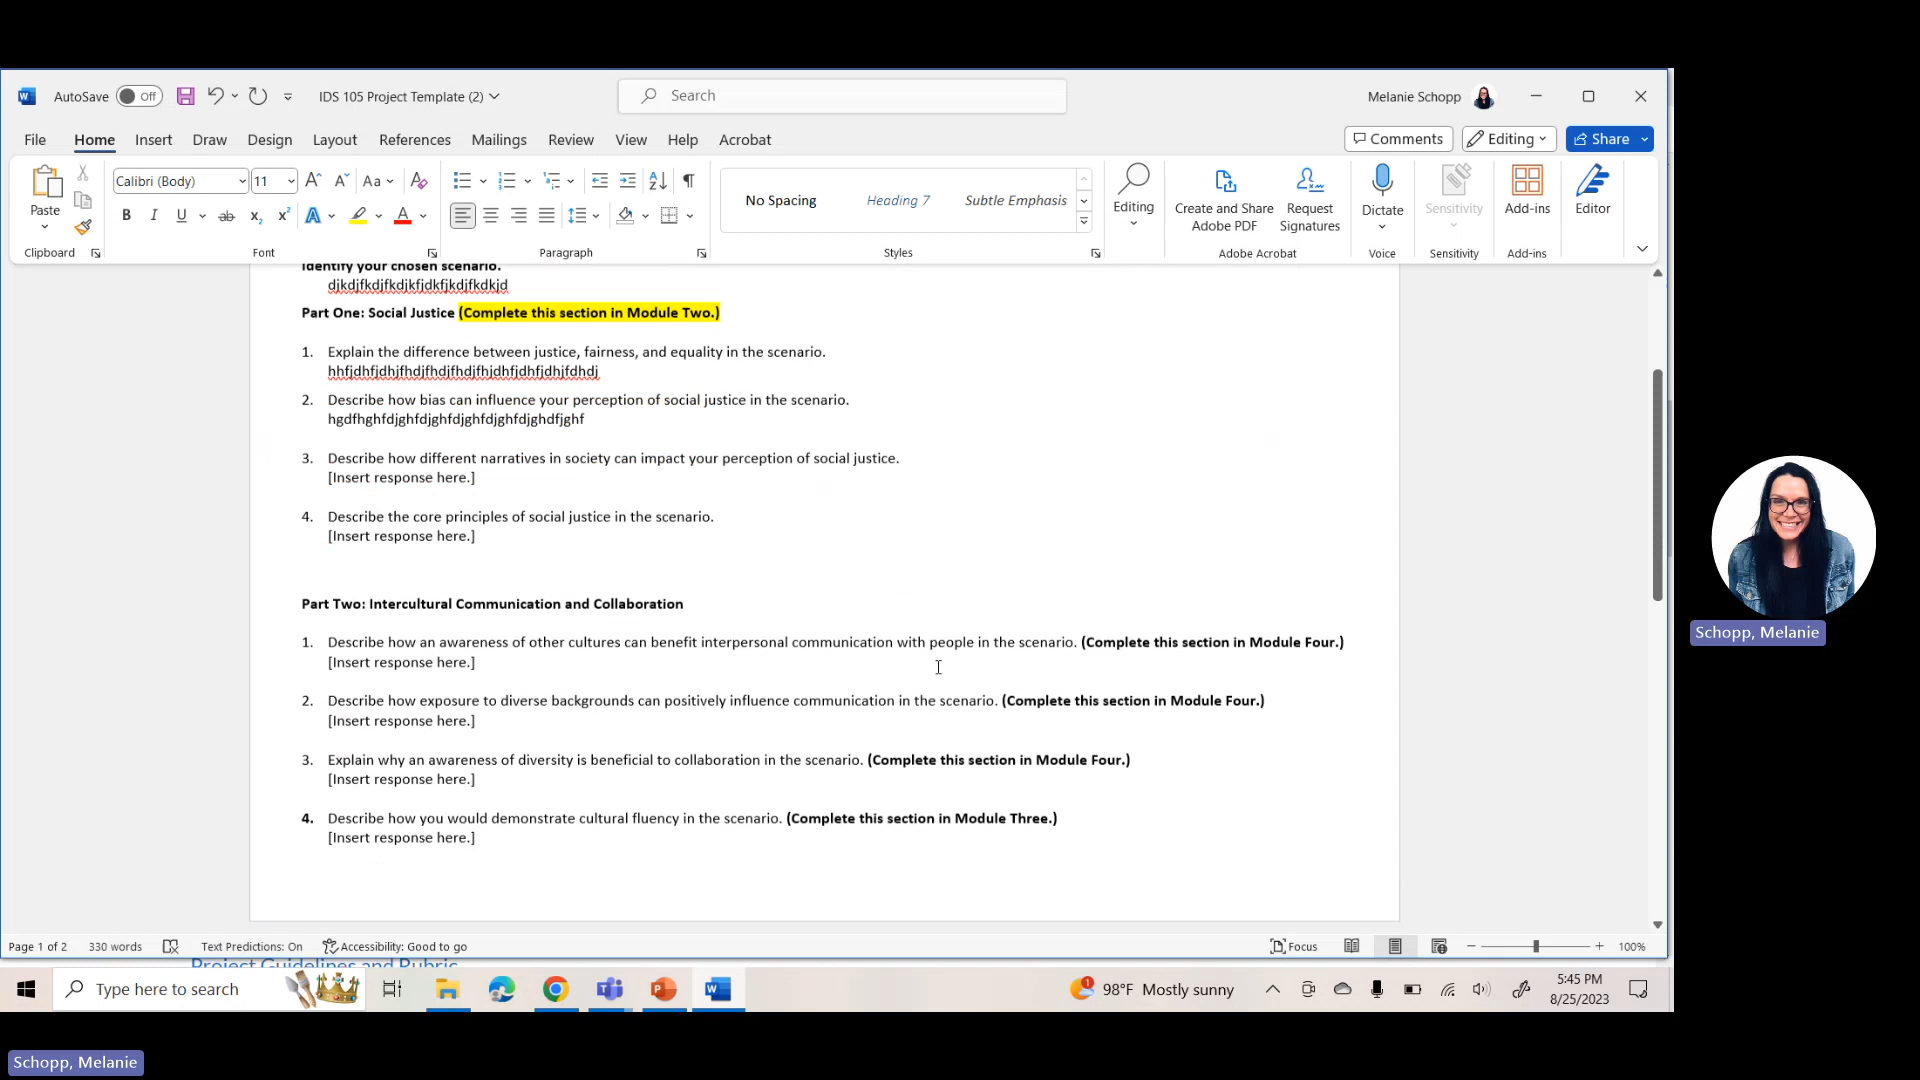 AutoSave Off IDS 105 Project Template (2) Search Melanie Schopp
File Home Insert Draw Design Layout References Mailings Review View Help Acrobat Comments Editing Share
Calibri (Body) 11 Aa
No Spacing Heading 7 Subtle Emphasis
Paste Editing Create and Share Adobe PDF Request Signatures Dictate Sensitivity Add-ins Editor
Clipboard Font Paragraph Styles Adobe Acrobat Voice Sensitivity Add-ins
Identify your chosen scenario.
djkdjfkdjfkdjkfjdkfjkdjfkdkjd
Part One: Social Justice (Complete this section in Module Two.)
1. Explain the difference between justice, fairness, and equality in the scenario.
hhfjdhfjdhjfhdjfhdjfhdjfhjdhfjdhfjdhjfdhdj
2. Describe how bias can influence your perception of social justice in the scenario.
hgdfhghfdjghfdjghfdjghfdjghfdjghdfjghf
3. Describe how different narratives in society can impact your perception of social justice.
[Insert response here.]
4. Describe the core principles of social justice in the scenario.
[Insert response here.]
Part Two: Intercultural Communication and Collaboration
1. Describe how an awareness of other cultures can benefit interpersonal communication with people in the scenario. (Complete this section in Module Four.)
[Insert response here.]
2. Describe how exposure to diverse backgrounds can positively influence communication in the scenario. (Complete this section in Module Four.)
[Insert response here.]
3. Explain why an awareness of diversity is beneficial to collaboration in the scenario. (Complete this section in Module Four.)
[Insert response here.]
4. Describe how you would demonstrate cultural fluency in the scenario. (Complete this section in Module Three.)
[Insert response here.]
Schopp, Melanie
Page 1 of 2 330 words Text Predictions: On Accessibility: Good to go Focus 100%
Project Guidelines and Rubric
Type here to search 98°F Mostly sunny 5:45 PM
8/25/2023
Schopp, Melanie